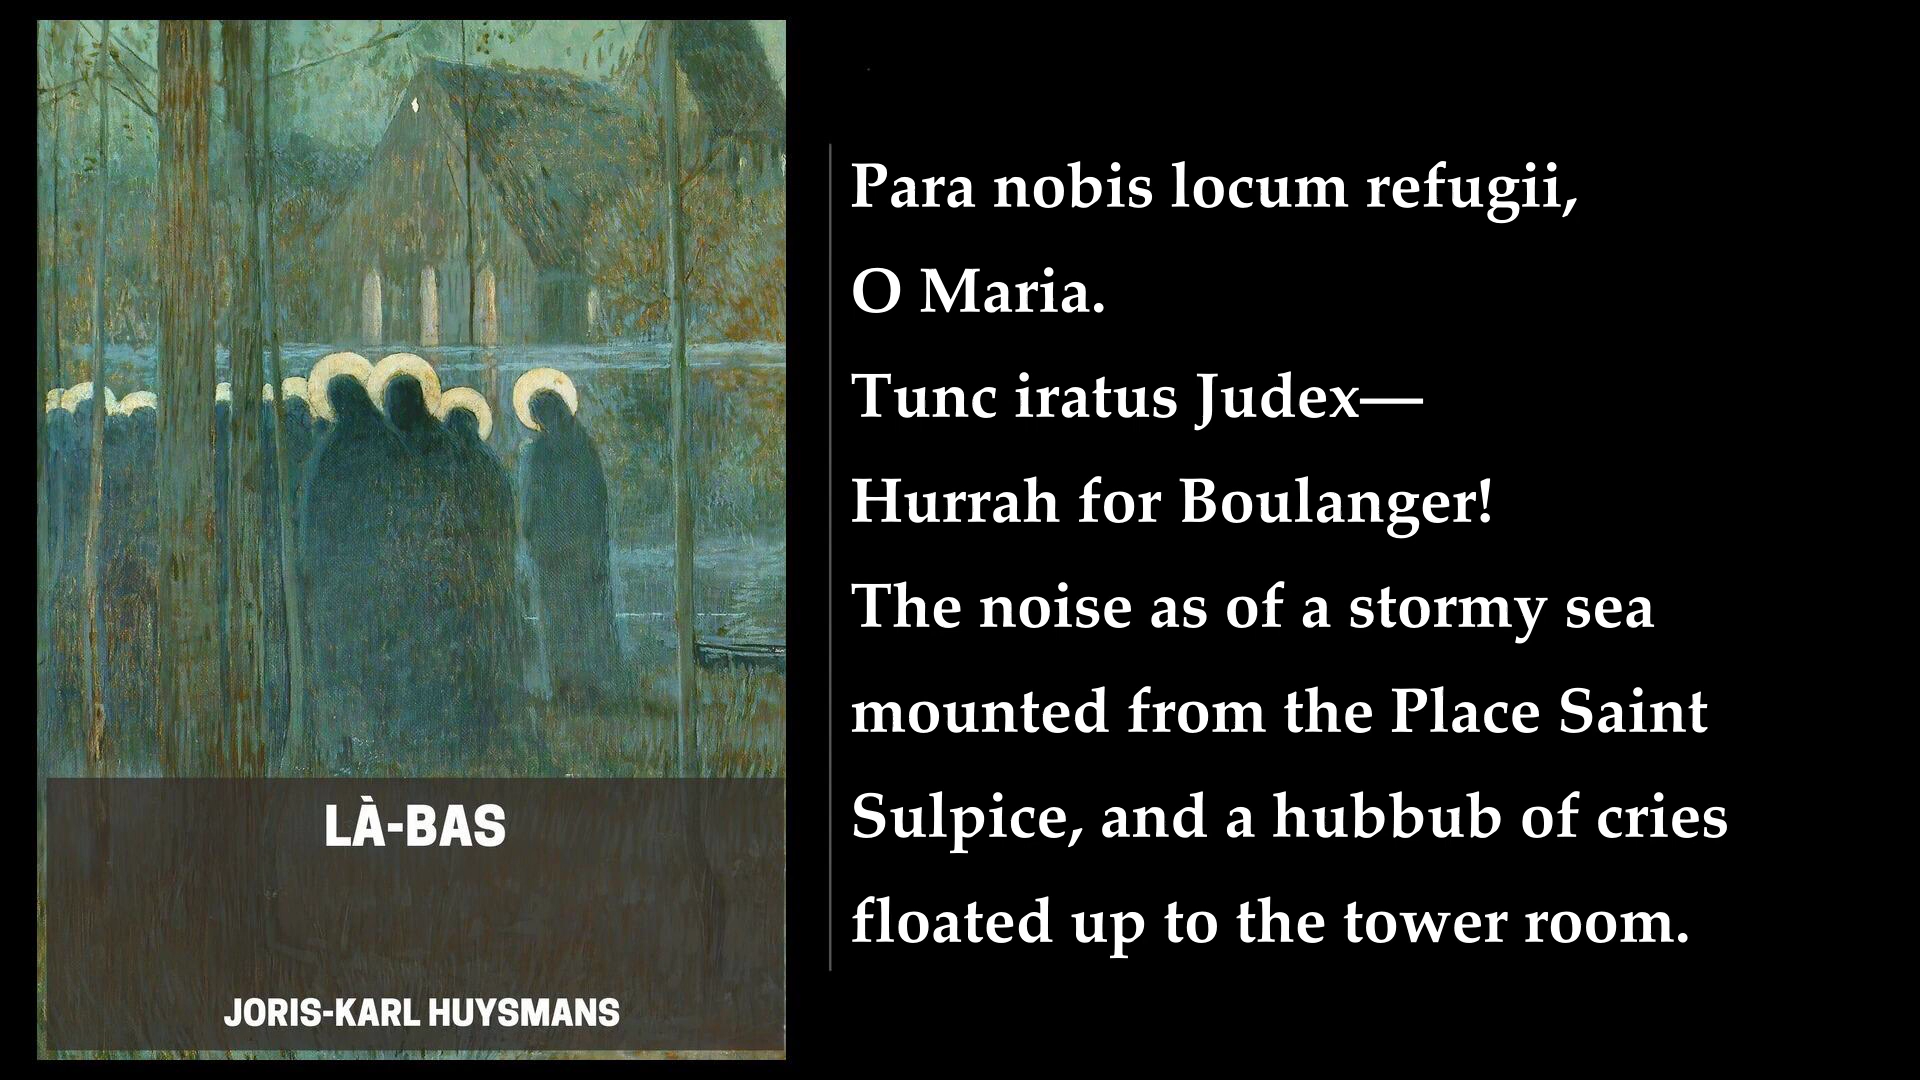 LÀ-BAS
JORIS-KARL HUYSMANS
Para nobis locum refugii,
O Maria.
Tunc iratus Judex—
Hurrah for Boulanger!
The noise as of a stormy sea
mounted from the Place Saint
Sulpice, and a hubbub of cries
floated up to the tower room.